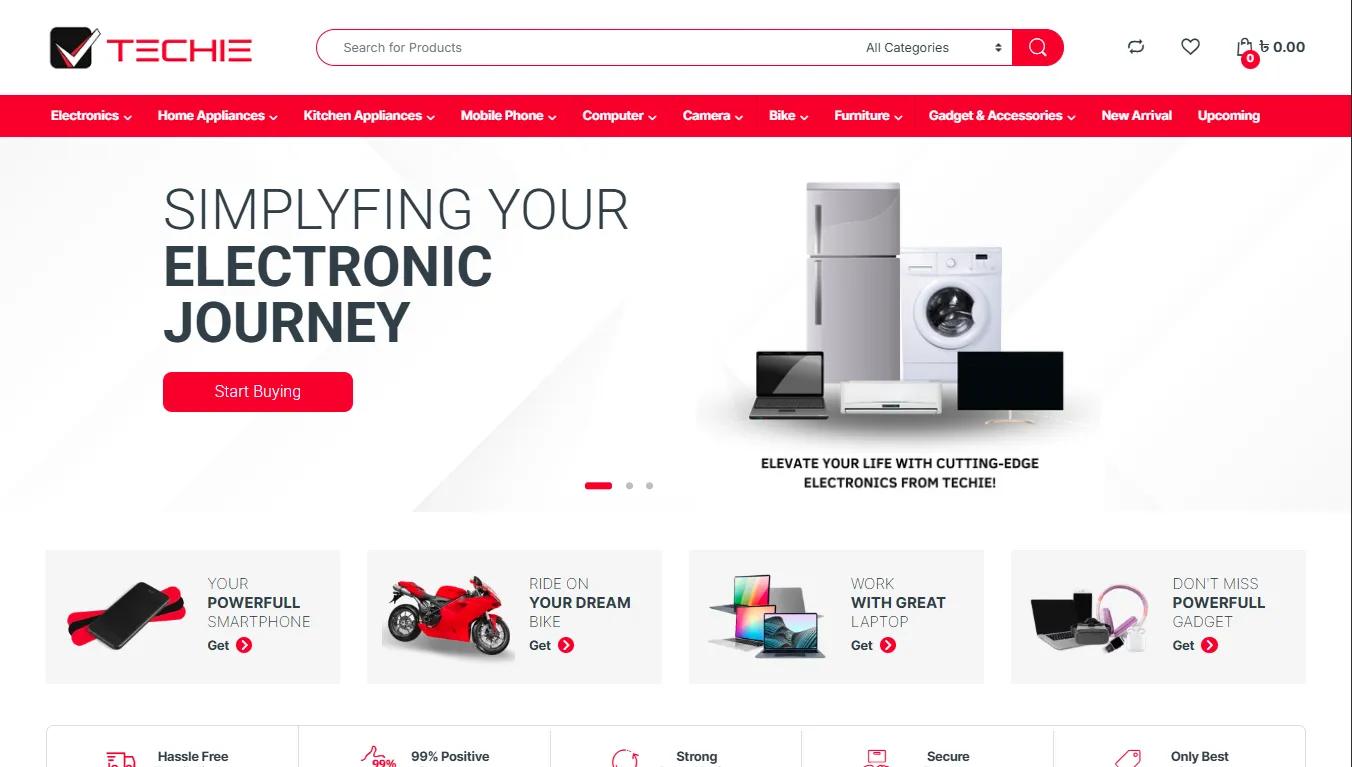 TECHIE
Search for Products
All Categories
0
৳ 0.00
Electronics
Home Appliances
Kitchen Appliances
Mobile Phone
Computer
Camera
Bike
Furniture
Gadget & Accessories
New Arrival
Upcoming
SIMPLYFING YOUR
ELECTRONIC
JOURNEY
Start Buying
ELEVATE YOUR LIFE WITH CUTTING-EDGE
ELECTRONICS FROM TECHIE!
YOUR
POWERFULL
SMARTPHONE
Get
RIDE ON
YOUR DREAM
BIKE
Get
WORK
WITH GREAT
LAPTOP
Get
DON'T MISS
POWERFULL
GADGET
Get
Hassle Free
99%
99% Positive
Strong
Secure
Only Best